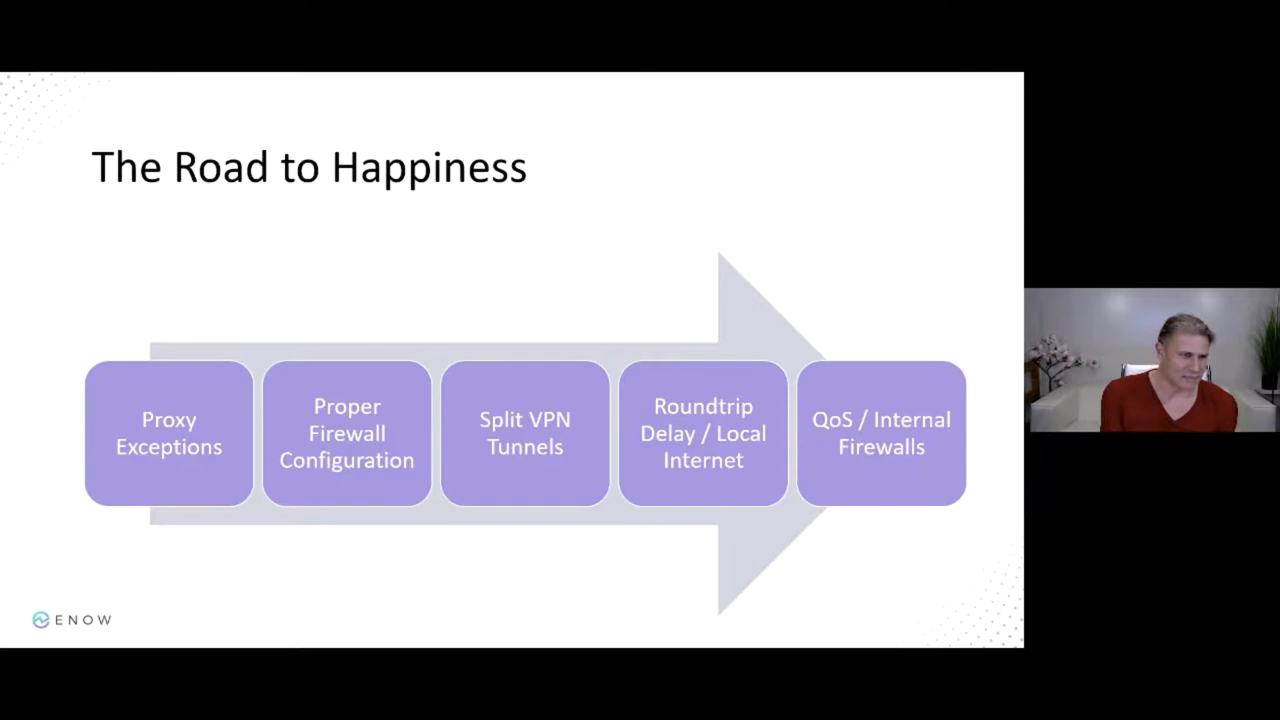 The Road to Happiness
Proxy
Exceptions
Proper
Firewall
Configuration
Split VPN
Tunnels
Roundtrip
Delay / Local
Internet
QoS / Internal
Firewalls
ENOW